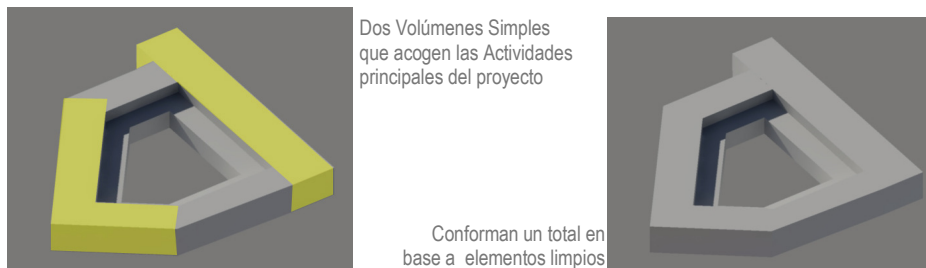 Dos Volúmenes Simples
que acogen las Actividades
principales del proyecto
Conforman un total en
base a elementos limpios